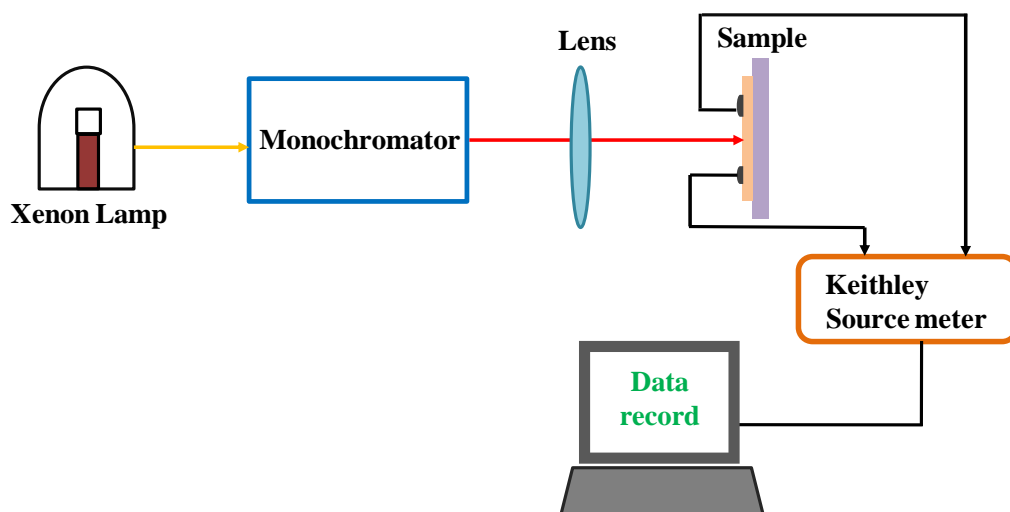 Lens
Sample
Monochromator
Xenon Lamp
Keithley
Source meter
Data
record